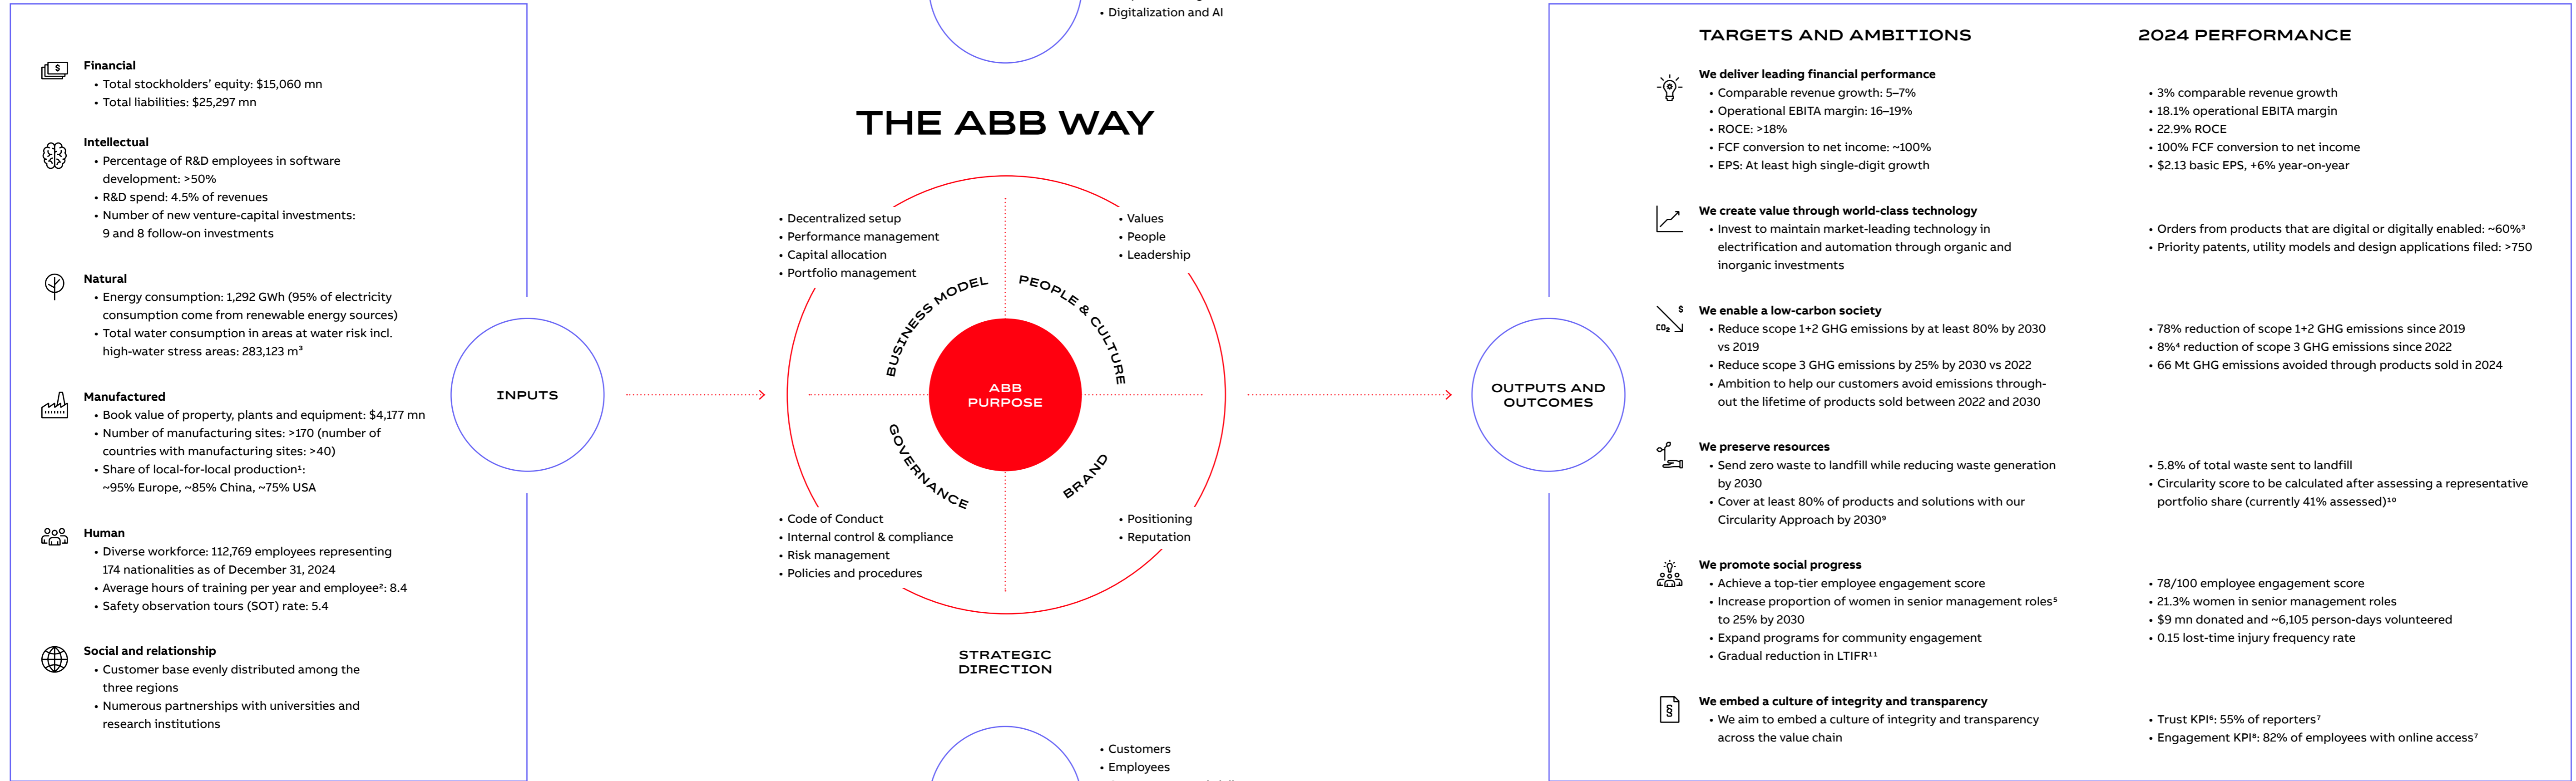 Financial
• Total stockholders' equity: $15,060 mn
• Total liabilities: $25,297 mn
Intellectual
• Percentage of R&D employees in software
development: >50%
• R&D spend: 4.5% of revenues
• Number of new venture-capital investments:
9 and 8 follow-on investments
Natural
• Energy consumption: 1,292 GWh (95% of electricity
consumption come from renewable energy sources)
• Total water consumption in areas at water risk incl.
high-water stress areas: 283,123 m³
Manufactured
• Book value of property, plants and equipment: $4,177 mn
• Number of manufacturing sites: >170 (number of
countries with manufacturing sites: >40)
• Share of local-for-local production¹:
~95% Europe, ~85% China, ~75% USA
Human
• Diverse workforce: 112,769 employees representing
174 nationalities as of December 31, 2024
• Average hours of training per year and employee²: 8.4
• Safety observation tours (SOT) rate: 5.4
Social and relationship
• Customer base evenly distributed among the
three regions
• Numerous partnerships with universities and
research institutions
INPUTS
• Digitalization and AI
THE ABB WAY
• Decentralized setup
• Performance management
• Capital allocation
• Portfolio management
• Values
• People
• Leadership
BUSINESS MODEL
PEOPLE & CULTURE
ABB
PURPOSE
GOVERNANCE
BRAND
• Code of Conduct
• Internal control & compliance
• Risk management
• Policies and procedures
• Positioning
• Reputation
STRATEGIC
DIRECTION
• Customers
• Employees
OUTPUTS AND
OUTCOMES
TARGETS AND AMBITIONS
We deliver leading financial performance
• Comparable revenue growth: 5–7%
• Operational EBITA margin: 16–19%
• ROCE: >18%
• FCF conversion to net income: ~100%
• EPS: At least high single-digit growth
We create value through world-class technology
• Invest to maintain market-leading technology in
electrification and automation through organic and
inorganic investments
$
CO₂
We enable a low-carbon society
• Reduce scope 1+2 GHG emissions by at least 80% by 2030
vs 2019
• Reduce scope 3 GHG emissions by 25% by 2030 vs 2022
• Ambition to help our customers avoid emissions through-
out the lifetime of products sold between 2022 and 2030
We preserve resources
• Send zero waste to landfill while reducing waste generation
by 2030
• Cover at least 80% of products and solutions with our
Circularity Approach by 2030⁹
We promote social progress
• Achieve a top-tier employee engagement score
• Increase proportion of women in senior management roles⁵
to 25% by 2030
• Expand programs for community engagement
• Gradual reduction in LTIFR¹¹
We embed a culture of integrity and transparency
• We aim to embed a culture of integrity and transparency
across the value chain
2024 PERFORMANCE
• 3% comparable revenue growth
• 18.1% operational EBITA margin
• 22.9% ROCE
• 100% FCF conversion to net income
• $2.13 basic EPS, +6% year-on-year
• Orders from products that are digital or digitally enabled: ~60%³
• Priority patents, utility models and design applications filed: >750
• 78% reduction of scope 1+2 GHG emissions since 2019
• 8%⁴ reduction of scope 3 GHG emissions since 2022
• 66 Mt GHG emissions avoided through products sold in 2024
• 5.8% of total waste sent to landfill
• Circularity score to be calculated after assessing a representative
portfolio share (currently 41% assessed)¹⁰
• 78/100 employee engagement score
• 21.3% women in senior management roles
• $9 mn donated and ~6,105 person-days volunteered
• 0.15 lost-time injury frequency rate
• Trust KPI⁶: 55% of reporters⁷
• Engagement KPI⁸: 82% of employees with online access⁷